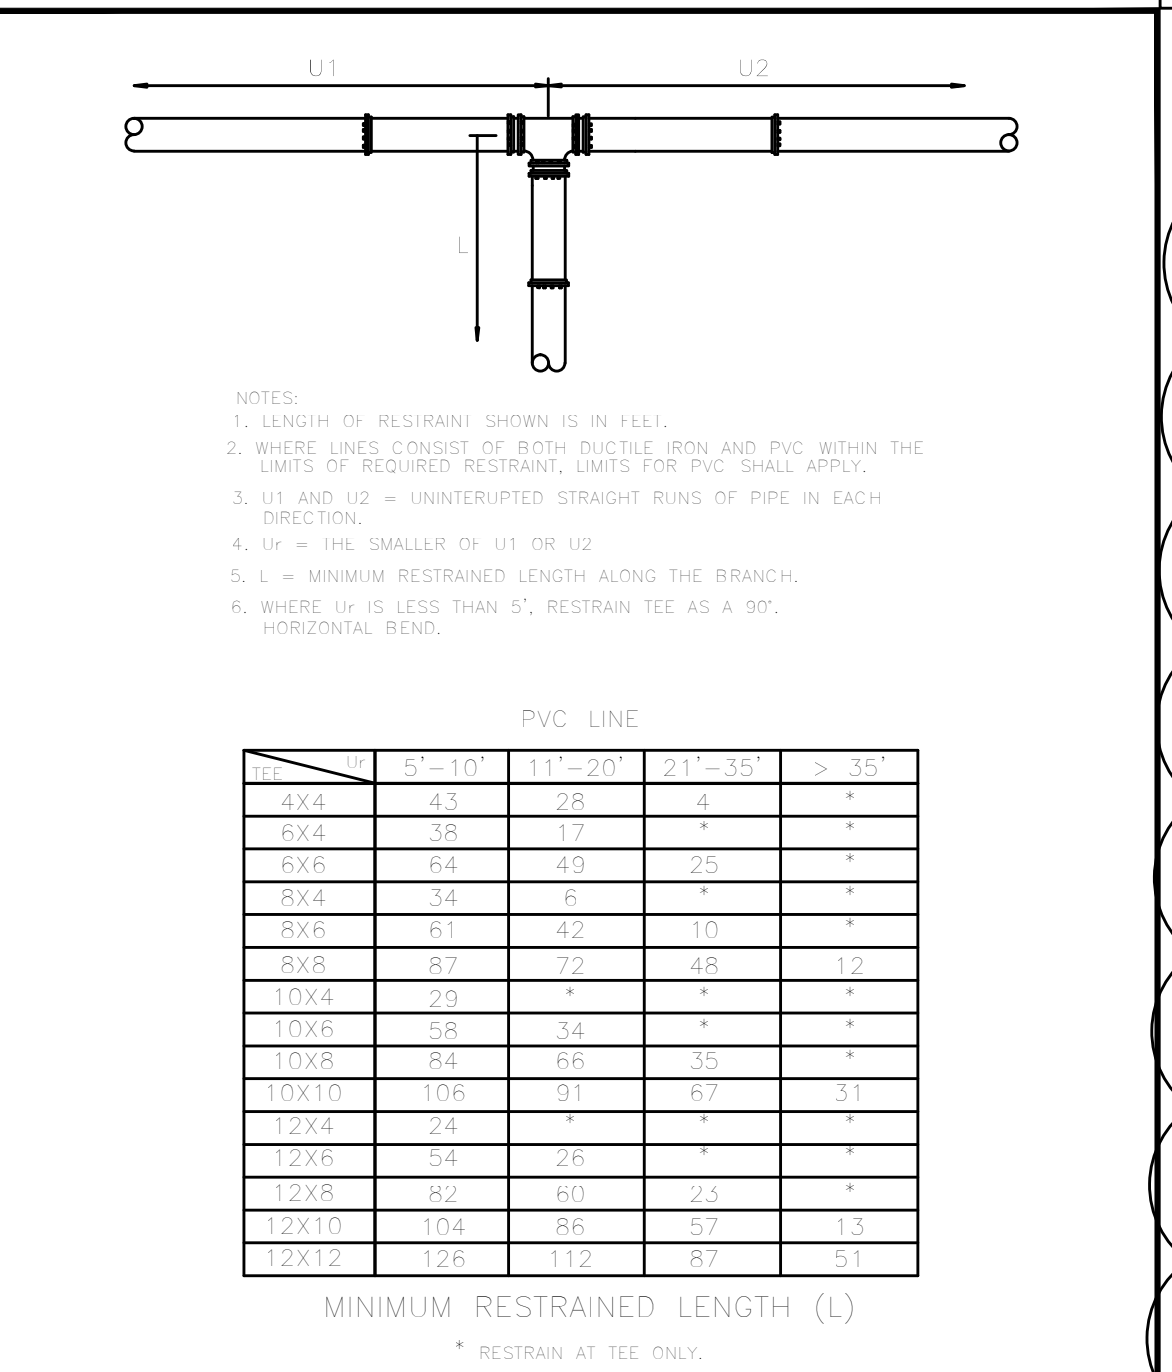 U1 U2
L
NOTES:
1. LENGTH OF RESTRAINT SHOWN IS IN FEET.
2. WHERE LINES CONSIST OF BOTH DUCTILE IRON AND PVC WITHIN THE
LIMITS OF REQUIRED RESTRAINT, LIMITS FOR PVC SHALL APPLY.
3. U1 AND U2 = UNINTERUPTED STRAIGHT RUNS OF PIPE IN EACH
DIRECTION.
4. Ur = THE SMALLER OF U1 OR U2
5. L = MINIMUM RESTRAINED LENGTH ALONG THE BRANCH.
6. WHERE Ur IS LESS THAN 5', RESTRAIN TEE AS A 90°.
HORIZONTAL BEND.
PVC LINE
TEE Ur 5'-10' 11'-20' 21'-35' > 35'
4X4 43 28 4 *
6X4 38 17 * *
6X6 64 49 25 *
8X4 34 6 * *
8X6 61 42 10 *
8X8 87 72 48 12
10X4 29 * * *
10X6 58 34 * *
10X8 84 66 35 *
10X10 106 91 67 31
12X4 24 * * *
12X6 54 26 * *
12X8 82 60 23 *
12X10 104 86 57 13
12X12 126 112 87 51
MINIMUM RESTRAINED LENGTH (L)
* RESTRAIN AT TEE ONLY.